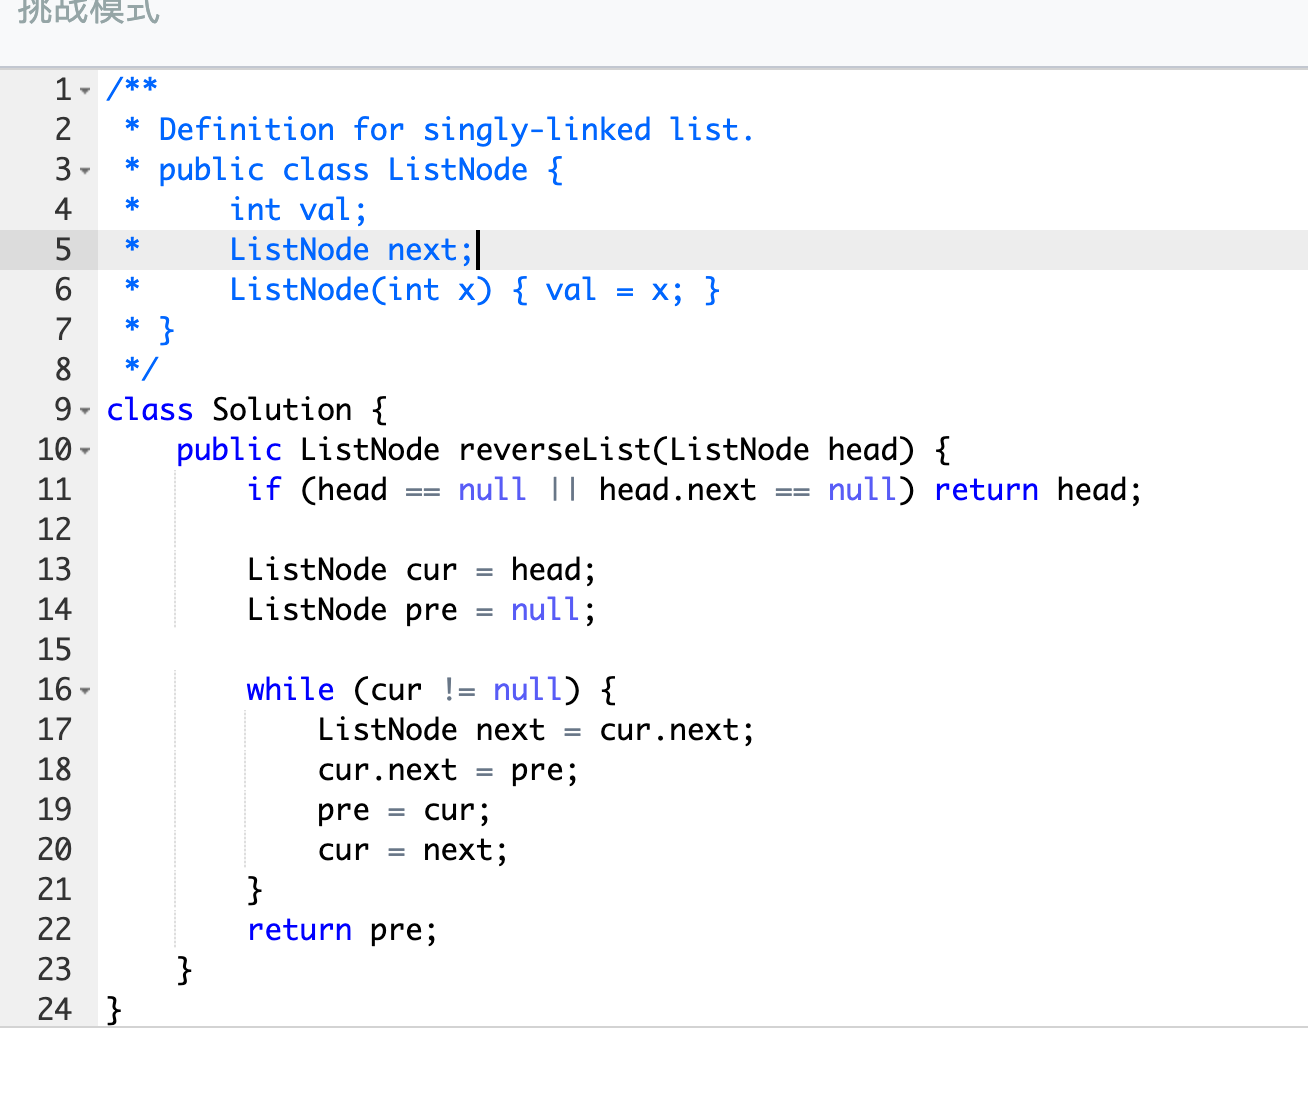 挑战模式
1 /**
2  * Definition for singly-linked list.
3  * public class ListNode {
4  *     int val;
5  *     ListNode next;
6  *     ListNode(int x) { val = x; }
7  * }
8  */
9 class Solution {
10     public ListNode reverseList(ListNode head) {
11         if (head == null || head.next == null) return head;
12
13         ListNode cur = head;
14         ListNode pre = null;
15
16         while (cur != null) {
17             ListNode next = cur.next;
18             cur.next = pre;
19             pre = cur;
20             cur = next;
21         }
22         return pre;
23     }
24 }